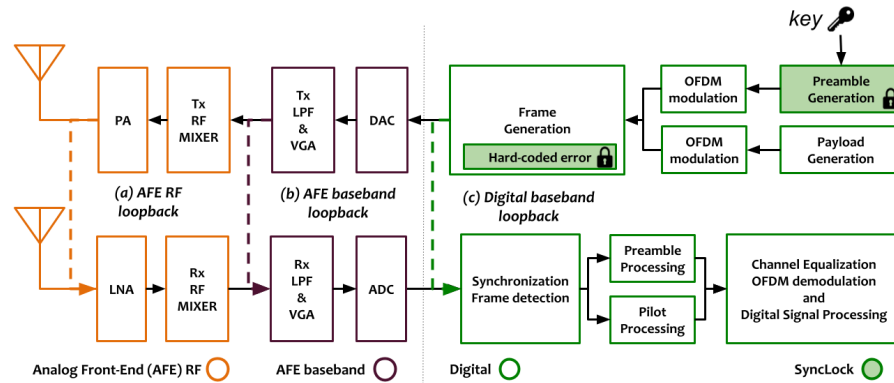 key
PA
Tx
RF
MIXER
Tx
LPF
&
VGA
DAC
Frame
Generation
Hard-coded error
OFDM
modulation
Preamble
Generation
OFDM
modulation
Payload
Generation
(a) AFE RF
loopback
(b) AFE baseband
loopback
(c) Digital baseband
loopback
LNA
Rx
RF
MIXER
Rx
LPF
&
VGA
ADC
Synchronization
Frame detection
Preamble
Processing
Pilot
Processing
Channel Equalization
OFDM demodulation
and
Digital Signal Processing
Analog Front-End (AFE) RF
AFE baseband
Digital
SyncLock